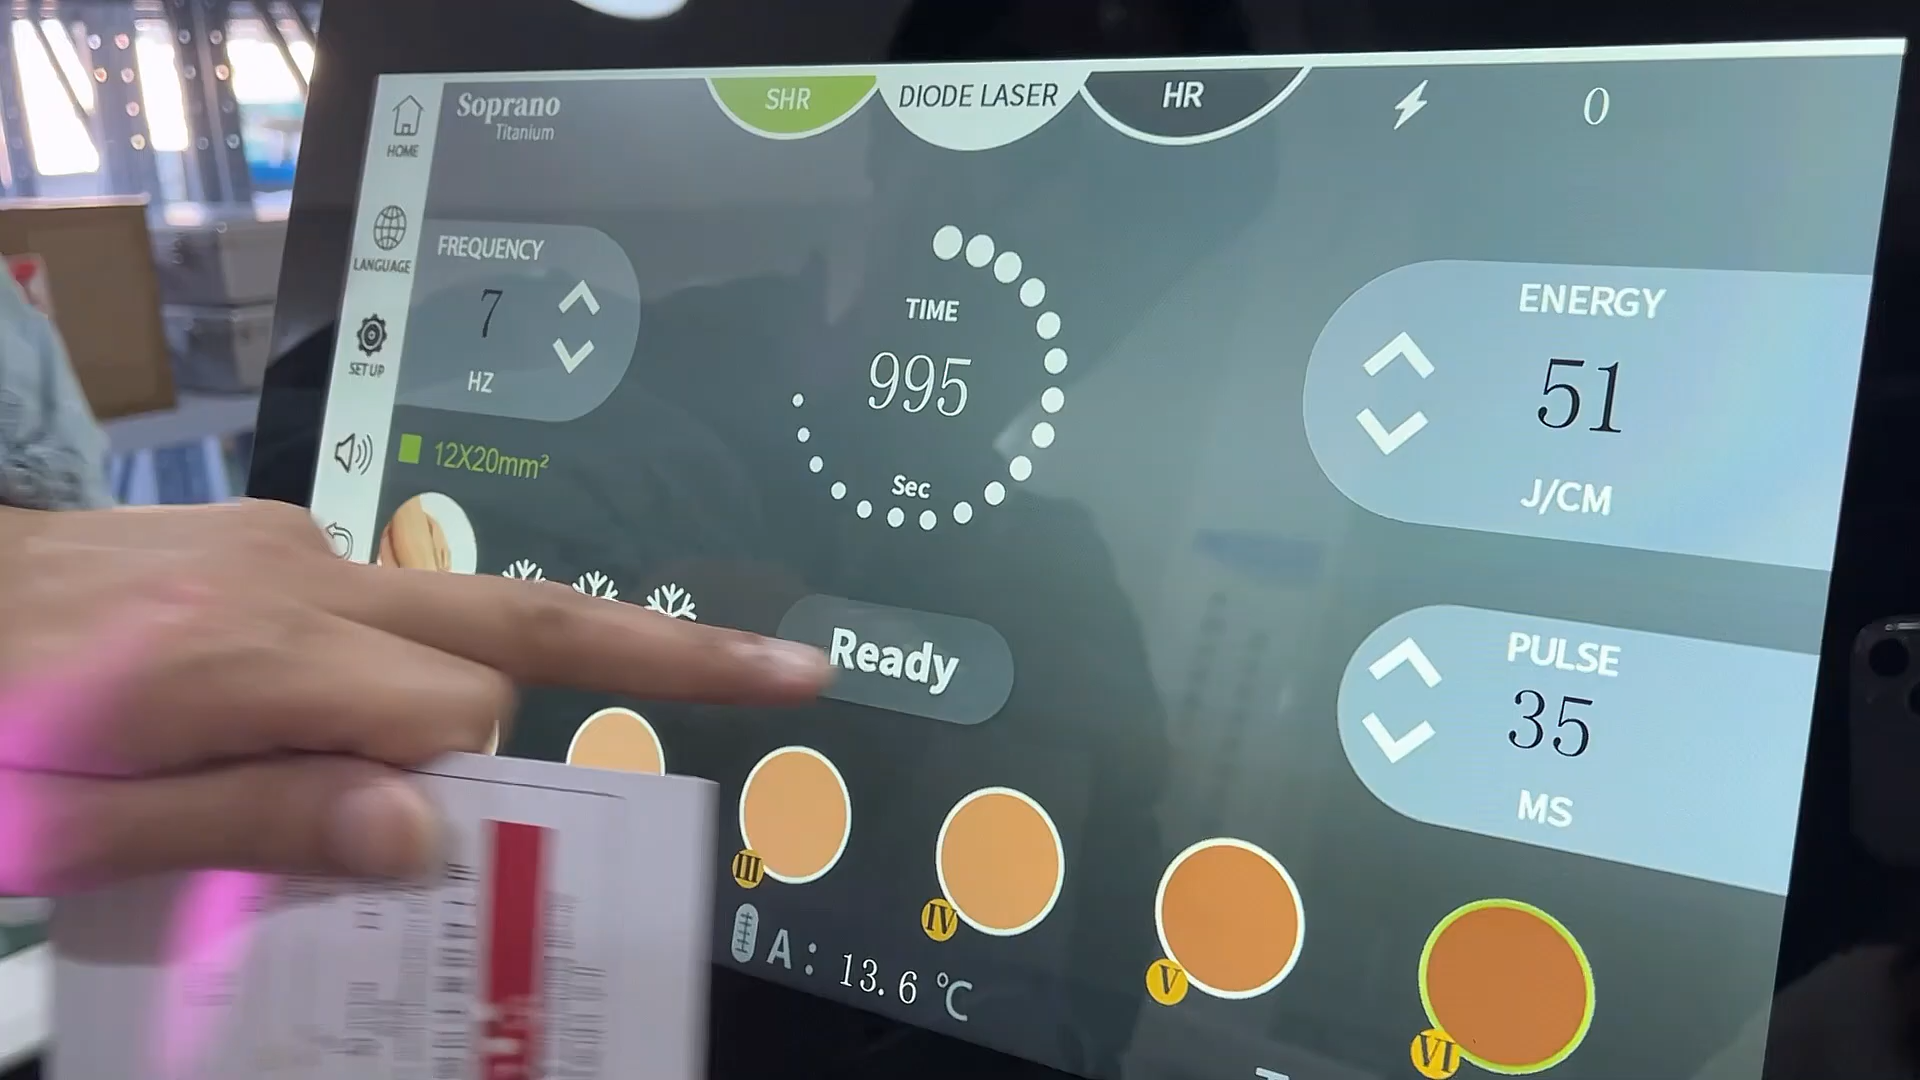 HOME
Soprano
Titanium
SHR
DIODE LASER
HR
0
LANGUAGE
SET UP
FREQUENCY
7
HZ
12X20mm²
TIME
995
Sec
ENERGY
51
J/CM
Ready
PULSE
35
MS
III
IV
V
VI
A: 13.6 ℃